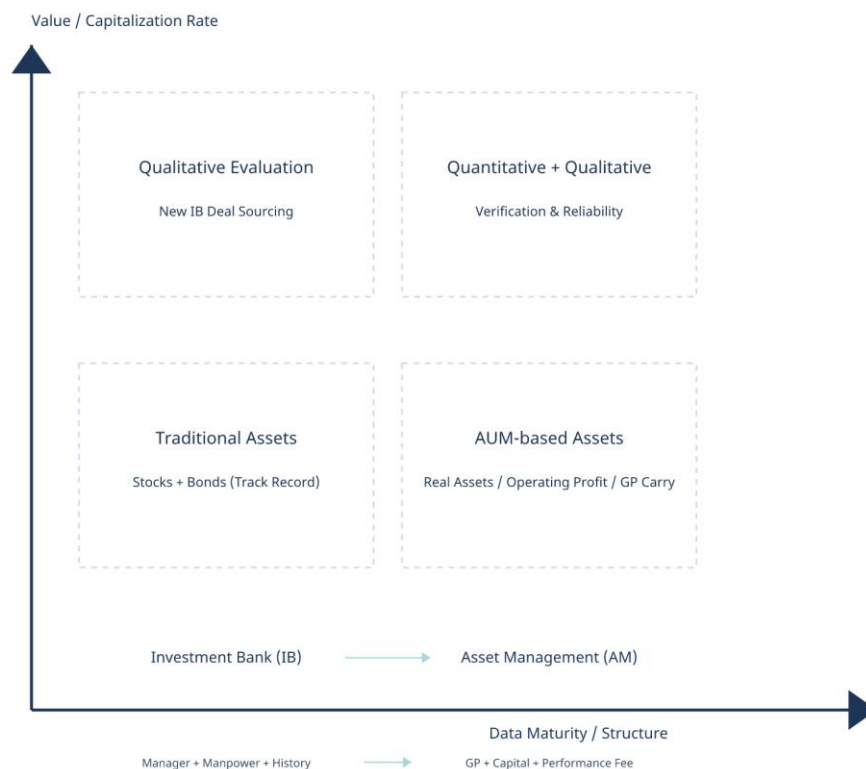 Value / Capitalization Rate
Qualitative Evaluation
New IB Deal Sourcing
Quantitative + Qualitative
Verification & Reliability
Traditional Assets
Stocks + Bonds (Track Record)
AUM-based Assets
Real Assets / Operating Profit / GP Carry
Investment Bank (IB)
Asset Management (AM)
Data Maturity / Structure
Manager + Manpower + History
GP + Capital + Performance Fee